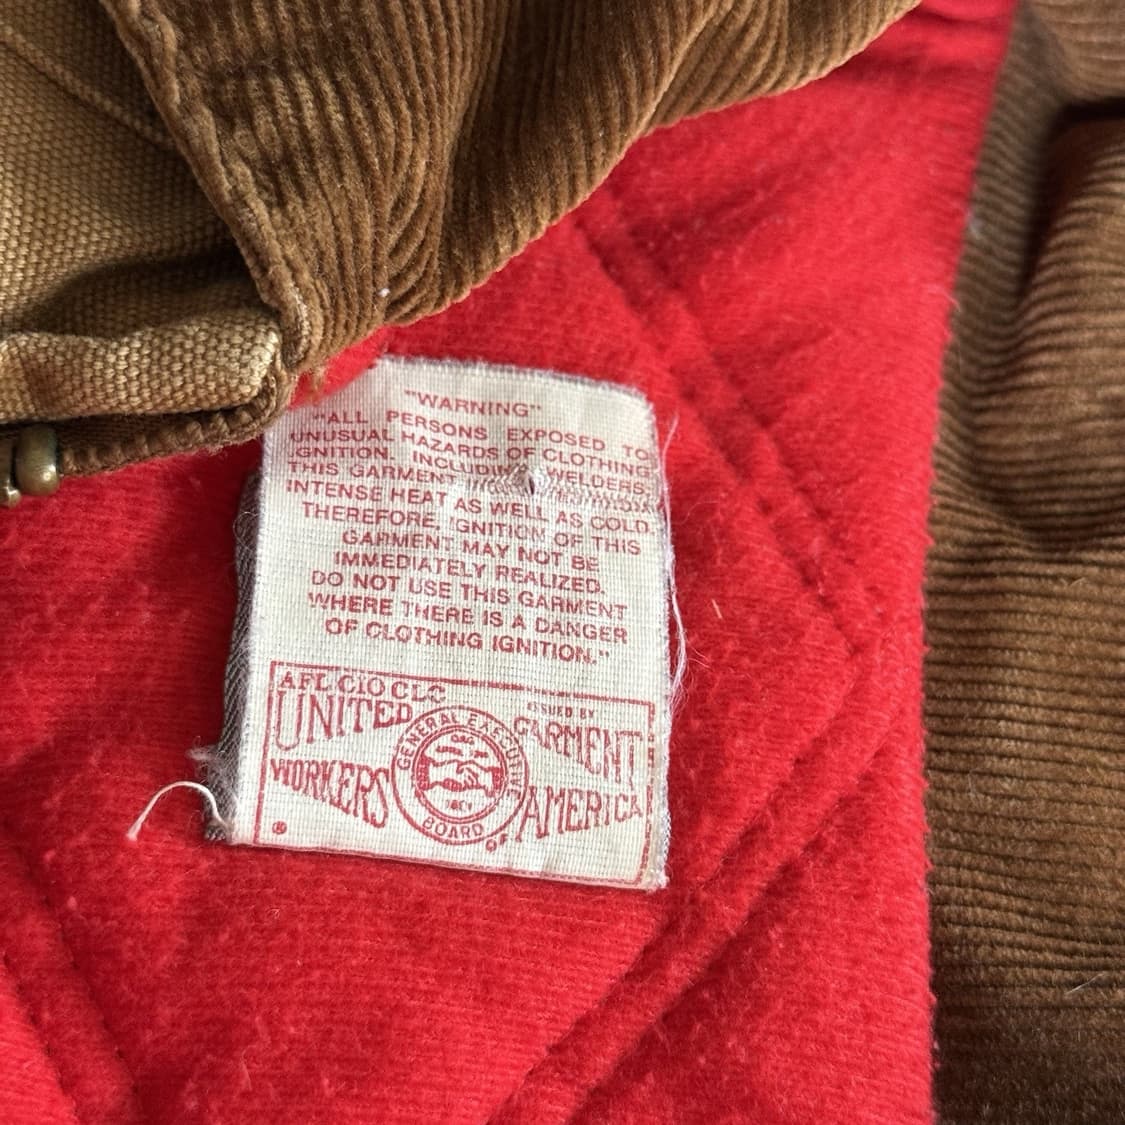 "WARNING"
"ALL PERSONS EXPOSED TO
UNUSUAL HAZARDS OF CLOTHING
IGNITION. INCLUDING WELDERS,
THIS GARMENT
INTENSE HEAT AS WELL AS COLD.
THEREFORE, IGNITION OF THIS
GARMENT MAY NOT BE
IMMEDIATELY REALIZED.
DO NOT USE THIS GARMENT
WHERE THERE IS A DANGER
OF CLOTHING IGNITION."
AFL CIO CLC
ISSUED BY
UNITED GARMENT
GENERAL EXECUTIVE
WORKERS
OF AMERICA
BOARD
®